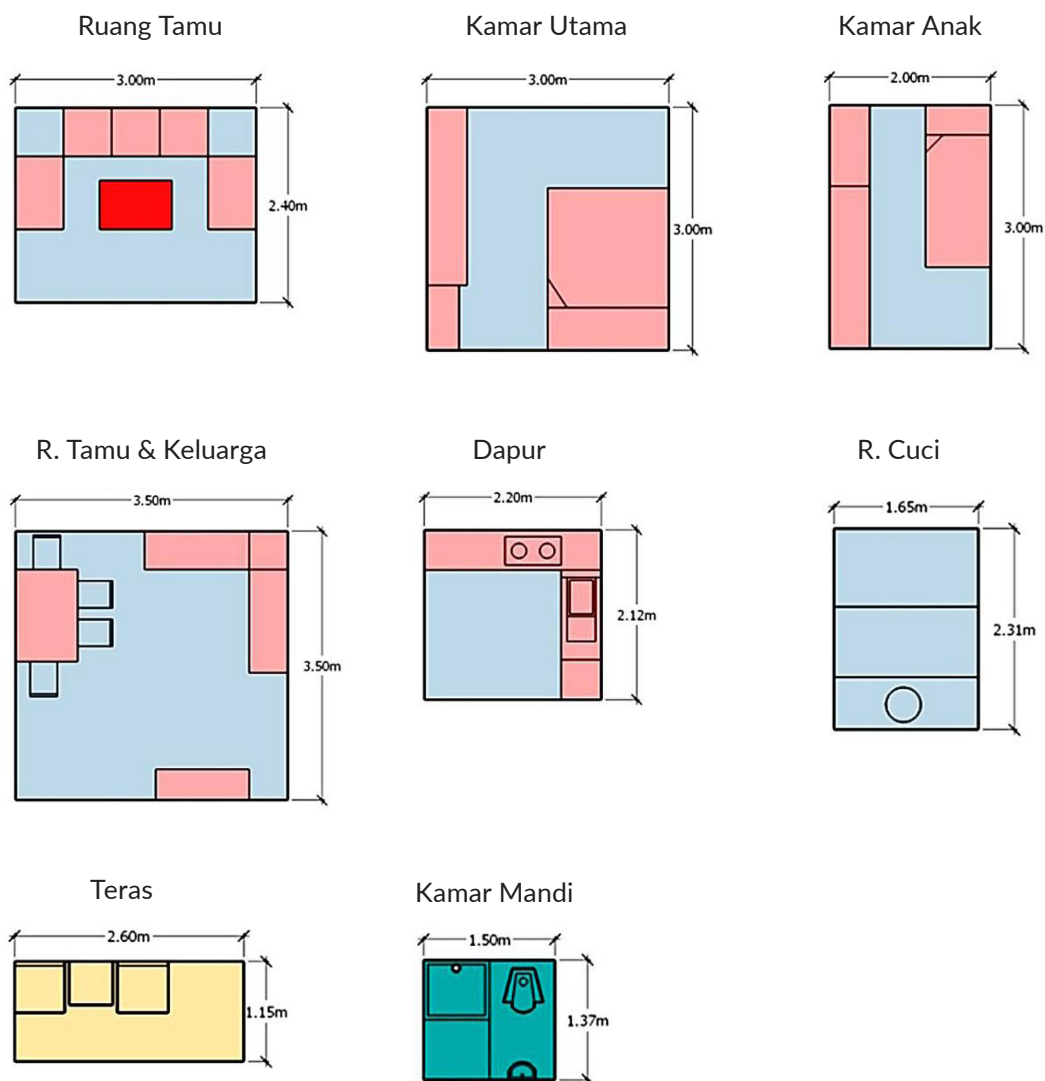 Ruang Tamu
Kamar Utama
Kamar Anak
3.00m
3.00m
2.00m
2.40m
3.00m
3.00m
R. Tamu & Keluarga
Dapur
R. Cuci
3.50m
2.20m
1.65m
3.50m
2.12m
2.31m
Teras
Kamar Mandi
2.60m
1.50m
1.15m
1.37m